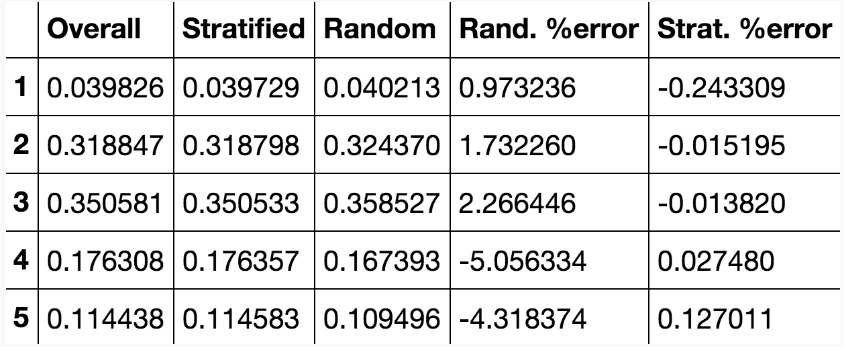 Overall Stratified Random Rand. %error Strat. %error
1 0.039826 0.039729 0.040213 0.973236 -0.243309
2 0.318847 0.318798 0.324370 1.732260 -0.015195
3 0.350581 0.350533 0.358527 2.266446 -0.013820
4 0.176308 0.176357 0.167393 -5.056334 0.027480
5 0.114438 0.114583 0.109496 -4.318374 0.127011